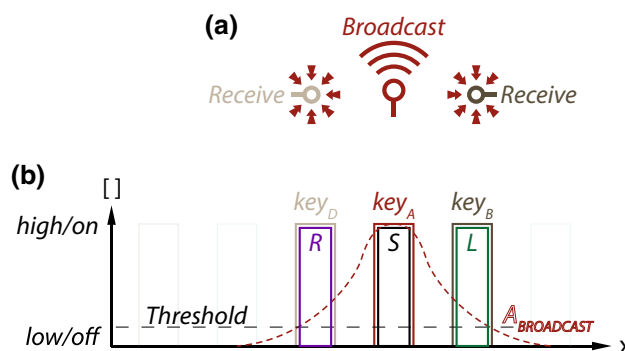 (a)
Broadcast
Receive
Receive
(b)
[ ]
high/on
key_D
key_A
key_B
R
S
L
Threshold
A_BROADCAST
low/off
x